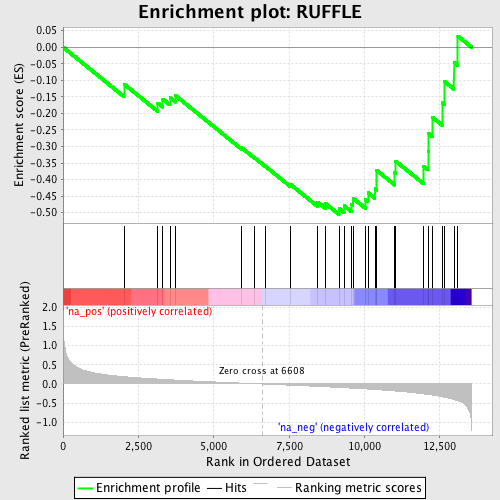 Enrichment plot: RUFFLE
Enrichment score (ES)
0.05
0.00
-0.05
-0.10
-0.15
-0.20
-0.25
-0.30
-0.35
-0.40
-0.45
-0.50
'na_pos' (positively correlated)
Ranked list metric (PreRanked)
2.0
1.5
1.0
0.5
0.0
-0.5
-1.0
Zero cross at 6608
'na_neg' (negatively correlated)
0 2,500 5,000 7,500 10,000 12,500
Rank in Ordered Dataset
Enrichment profile Hits Ranking metric scores